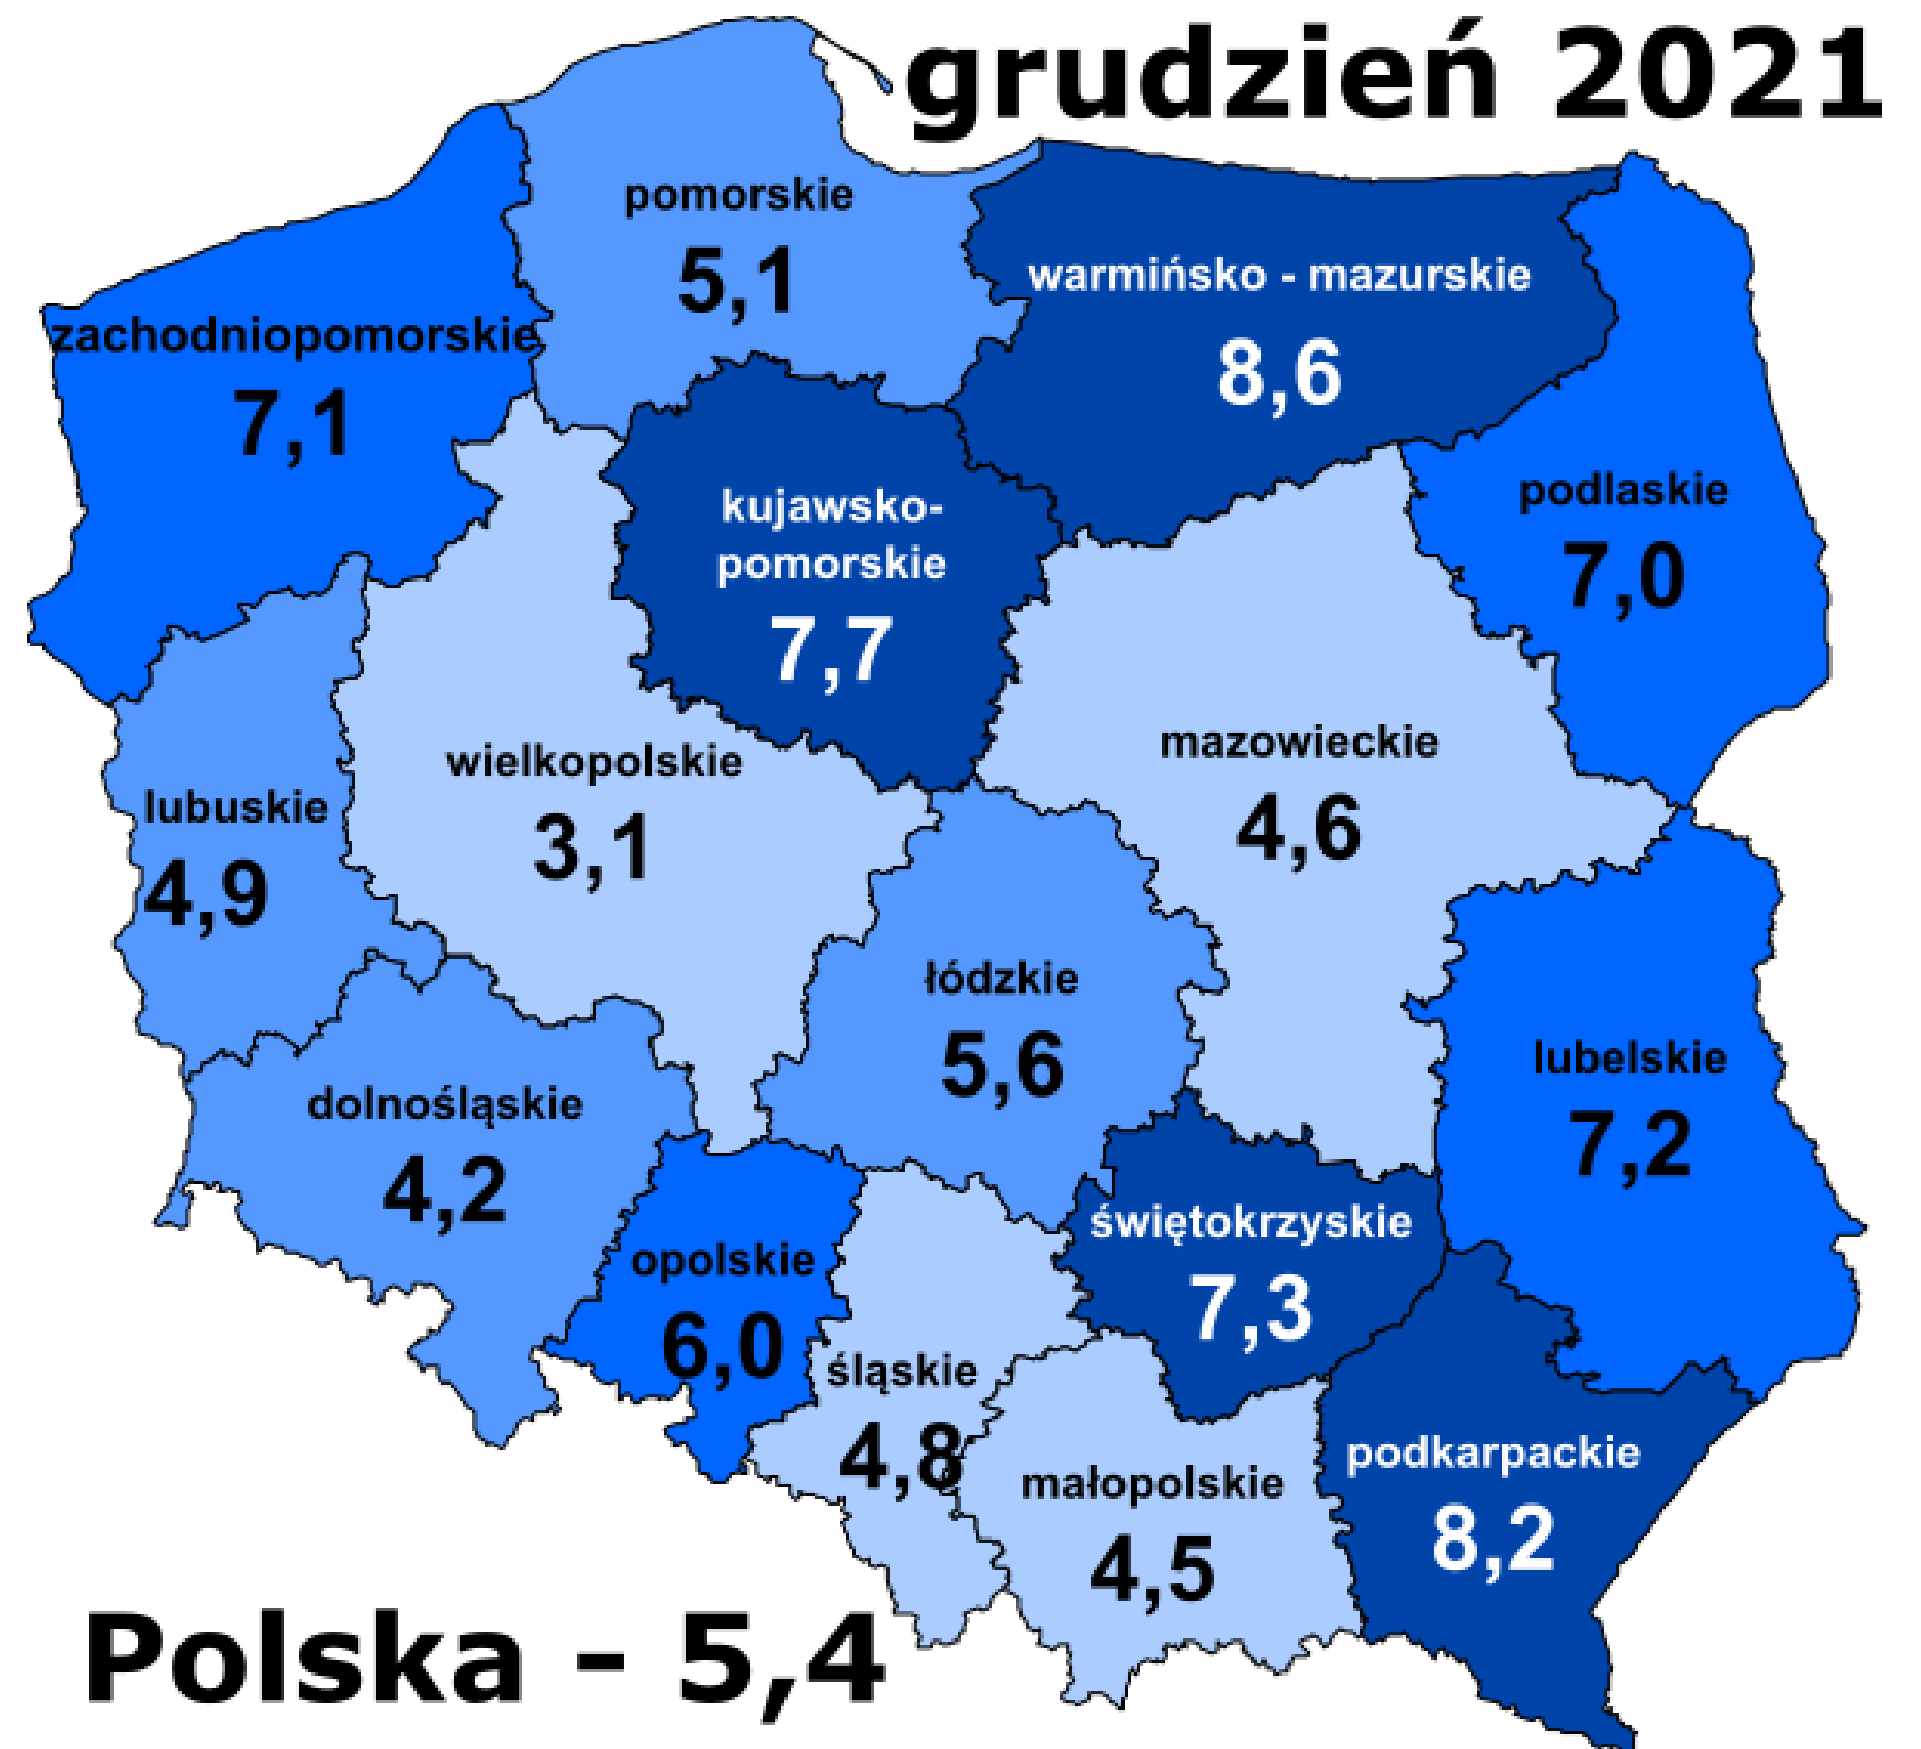 grudzień 2021
pomorskie
5,1
warmińsko - mazurskie
8,6
zachodniopomorskie
7,1
kujawsko-
pomorskie
7,7
podlaskie
7,0
wielkopolskie
3,1
mazowieckie
4,6
lubuskie
4,9
łódzkie
5,6
lubelskie
7,2
dolnośląskie
4,2
opolskie
6,0
świętokrzyskie
7,3
śląskie
4,8
małopolskie
4,5
podkarpackie
8,2
Polska - 5,4